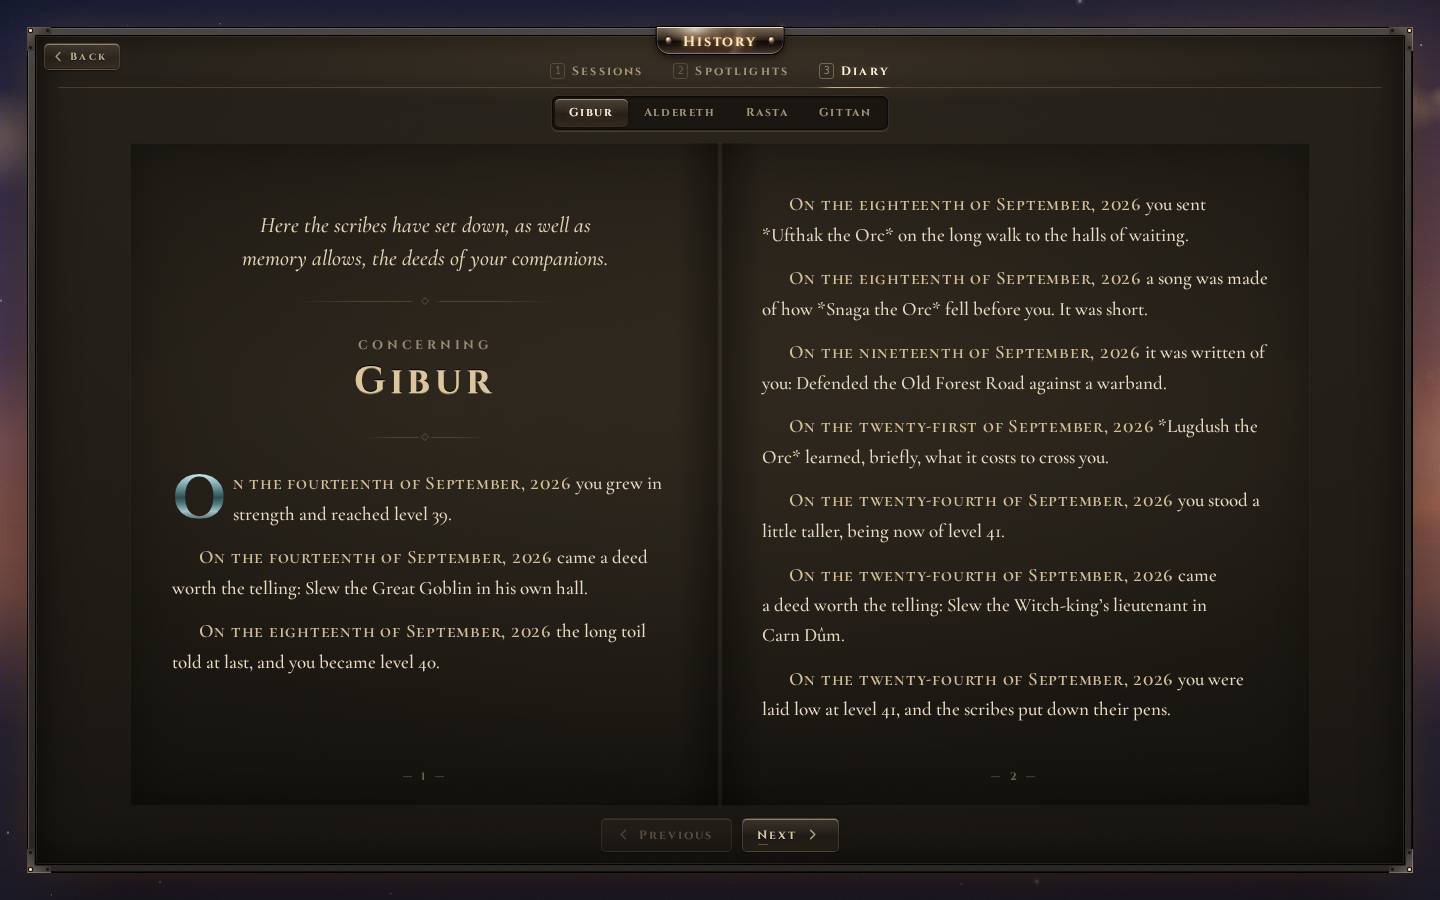 History
Back
1 Sessions 2 Spotlights 3 Diary
Gibur Aldereth Rasta Gittan
Here the scribes have set down, as well as
memory allows, the deeds of your companions.
Concerning
Gibur
On the fourteenth of September, 2026 you grew in
strength and reached level 39.
On the fourteenth of September, 2026 came a deed
worth the telling: Slew the Great Goblin in his own hall.
On the eighteenth of September, 2026 the long toil
told at last, and you became level 40.
— 1 —
On the eighteenth of September, 2026 you sent
*Ufthak the Orc* on the long walk to the halls of waiting.
On the eighteenth of September, 2026 a song was made
of how *Snaga the Orc* fell before you. It was short.
On the nineteenth of September, 2026 it was written of
you: Defended the Old Forest Road against a warband.
On the twenty-first of September, 2026 *Lugdush the
Orc* learned, briefly, what it costs to cross you.
On the twenty-fourth of September, 2026 you stood a
little taller, being now of level 41.
On the twenty-fourth of September, 2026 came
a deed worth the telling: Slew the Witch-king’s lieutenant in
Carn Dûm.
On the twenty-fourth of September, 2026 you were
laid low at level 41, and the scribes put down their pens.
— 2 —
Previous Next